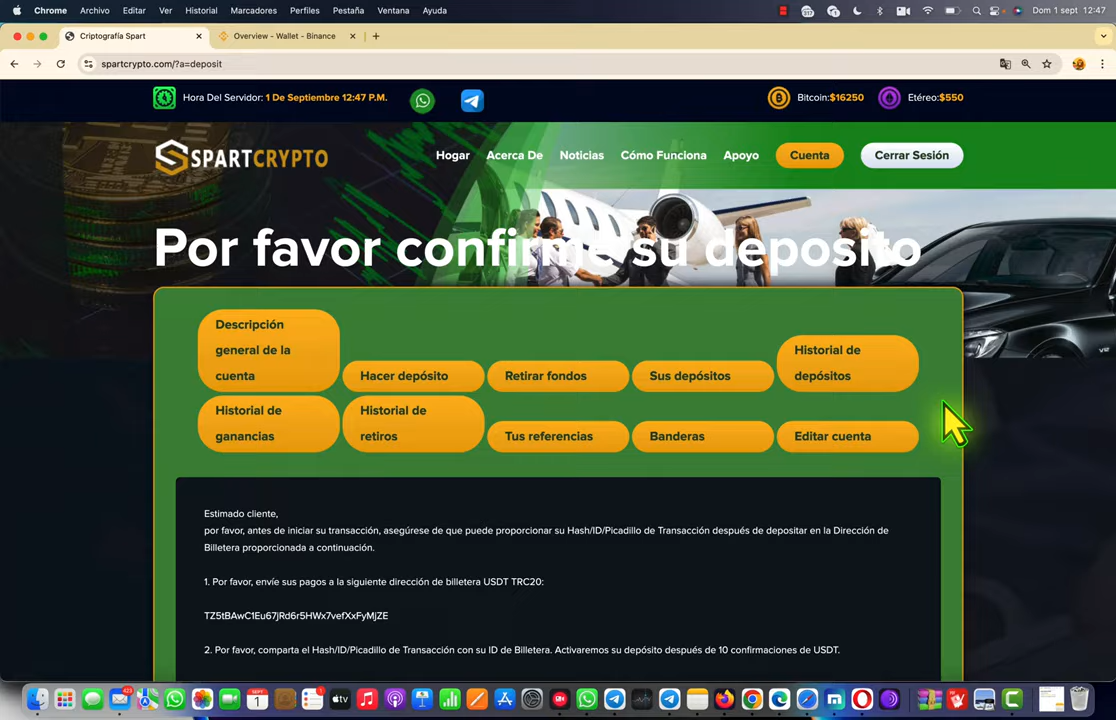 Chrome Archivo Editar Ver Historial Marcadores Perfiles Pestaña Ventana Ayuda Dom 1 sept 12:47
Criptografía Spart Overview - Wallet - Binance
spartcrypto.com/?a=deposit
Hora Del Servidor: 1 De Septiembre 12:47 P.M. Bitcoin:$16250 Etéreo:$550
SPARTCRYPTO Hogar Acerca De Noticias Cómo Funciona Apoyo Cuenta Cerrar Sesión
Por favor confirme su deposito
Descripción
general de la
cuenta
Hacer depósito
Retirar fondos
Sus depósitos
Historial de
depósitos
Historial de
ganancias
Historial de
retiros
Tus referencias
Banderas
Editar cuenta
Estimado cliente,
por favor, antes de iniciar su transacción, asegúrese de que puede proporcionar su Hash/ID/Picadillo de Transacción después de depositar en la Dirección de
Billetera proporcionada a continuación.
1. Por favor, envíe sus pagos a la siguiente dirección de billetera USDT TRC20:
TZ5tBAwC1Eu67jRd6r5HWx7vefXxFyMjZE
2. Por favor, comparta el Hash/ID/Picadillo de Transacción con su ID de Billetera. Activaremos su depósito después de 10 confirmaciones de USDT.